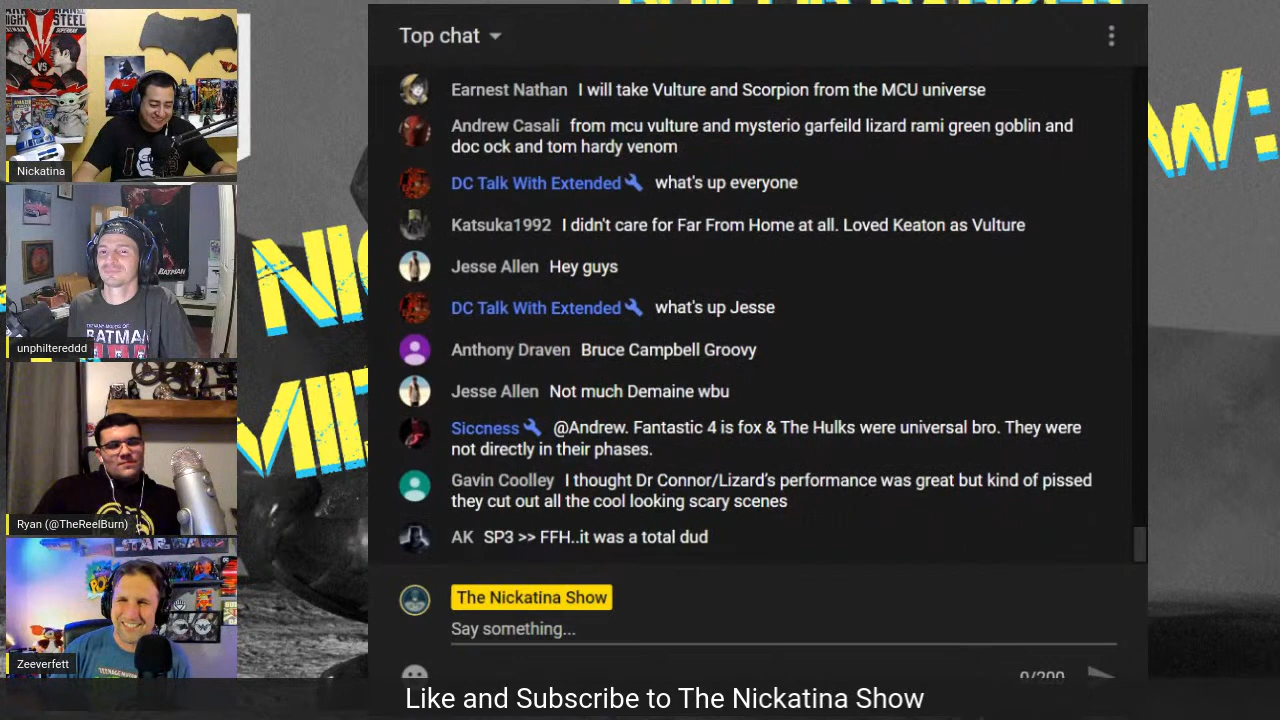 Top chat
Earnest Nathan I will take Vulture and Scorpion from the MCU universe
Andrew Casali from mcu vulture and mysterio garfeild lizard rami green goblin and
doc ock and tom hardy venom
DC Talk With Extended what's up everyone
Katsuka1992 I didn't care for Far From Home at all. Loved Keaton as Vulture
Jesse Allen Hey guys
DC Talk With Extended what's up Jesse
Anthony Draven Bruce Campbell Groovy
Jesse Allen Not much Demaine wbu
Siccness @Andrew. Fantastic 4 is fox & The Hulks were universal bro. They were
not directly in their phases.
Gavin Coolley I thought Dr Connor/Lizard's performance was great but kind of pissed
they cut out all the cool looking scary scenes
AK SP3 >> FFH..it was a total dud
The Nickatina Show
Say something...
0/200
Like and Subscribe to The Nickatina Show
Nickatina
unphiltereddd
Ryan (@TheReelBurn)
Zeeverfett
STEEL
VS
BATMAN
BATMAN